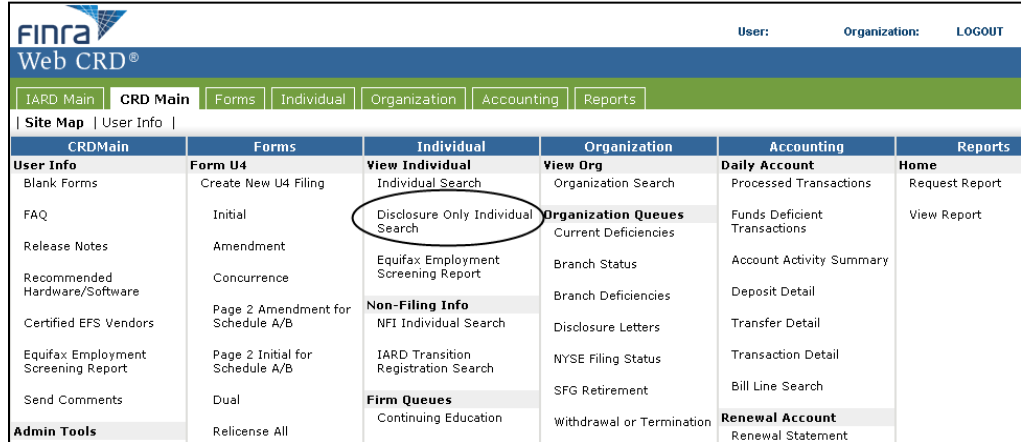 finra
User: Organization: LOGOUT
Web CRD®
IARD Main CRD Main Forms Individual Organization Accounting Reports
| Site Map | User Info |
CRDMain
User Info
Blank Forms
FAQ
Release Notes
Recommended
Hardware/Software
Certified EFS Vendors
Equifax Employment
Screening Report
Send Comments
Admin Tools
Forms
Form U4
Create New U4 Filing
Initial
Amendment
Concurrence
Page 2 Amendment for
Schedule A/B
Page 2 Initial for
Schedule A/B
Dual
Relicense All
Individual
View Individual
Individual Search
Disclosure Only Individual
Search
Equifax Employment
Screening Report
Non-Filing Info
NFI Individual Search
IARD Transition
Registration Search
Firm Queues
Continuing Education
Organization
View Org
Organization Search
Organization Queues
Current Deficiencies
Branch Status
Branch Deficiencies
Disclosure Letters
NYSE Filing Status
SFG Retirement
Withdrawal or Termination
Accounting
Daily Account
Processed Transactions
Funds Deficient
Transactions
Account Activity Summary
Deposit Detail
Transfer Detail
Transaction Detail
Bill Line Search
Renewal Account
Renewal Statement
Reports
Home
Request Report
View Report